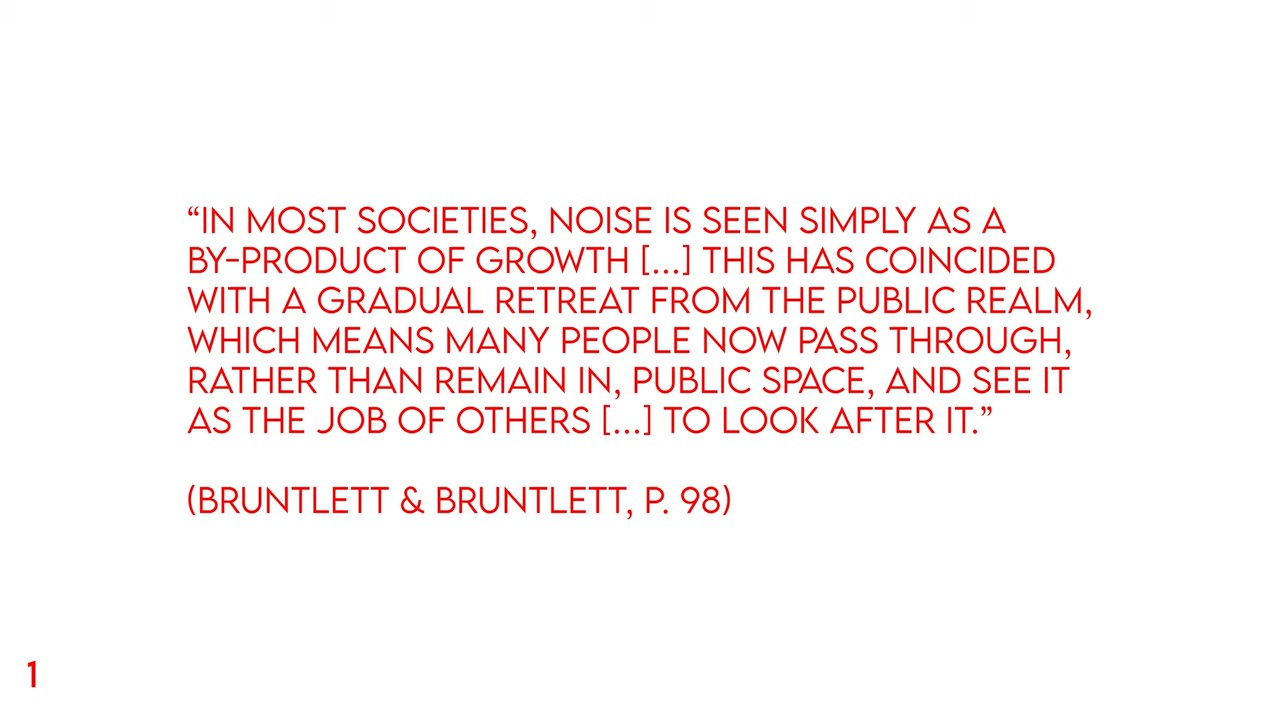 “IN MOST SOCIETIES, NOISE IS SEEN SIMPLY AS A
BY-PRODUCT OF GROWTH [...] THIS HAS COINCIDED
WITH A GRADUAL RETREAT FROM THE PUBLIC REALM,
WHICH MEANS MANY PEOPLE NOW PASS THROUGH,
RATHER THAN REMAIN IN, PUBLIC SPACE, AND SEE IT
AS THE JOB OF OTHERS [...] TO LOOK AFTER IT.”
(BRUNTLETT & BRUNTLETT, P. 98)
1